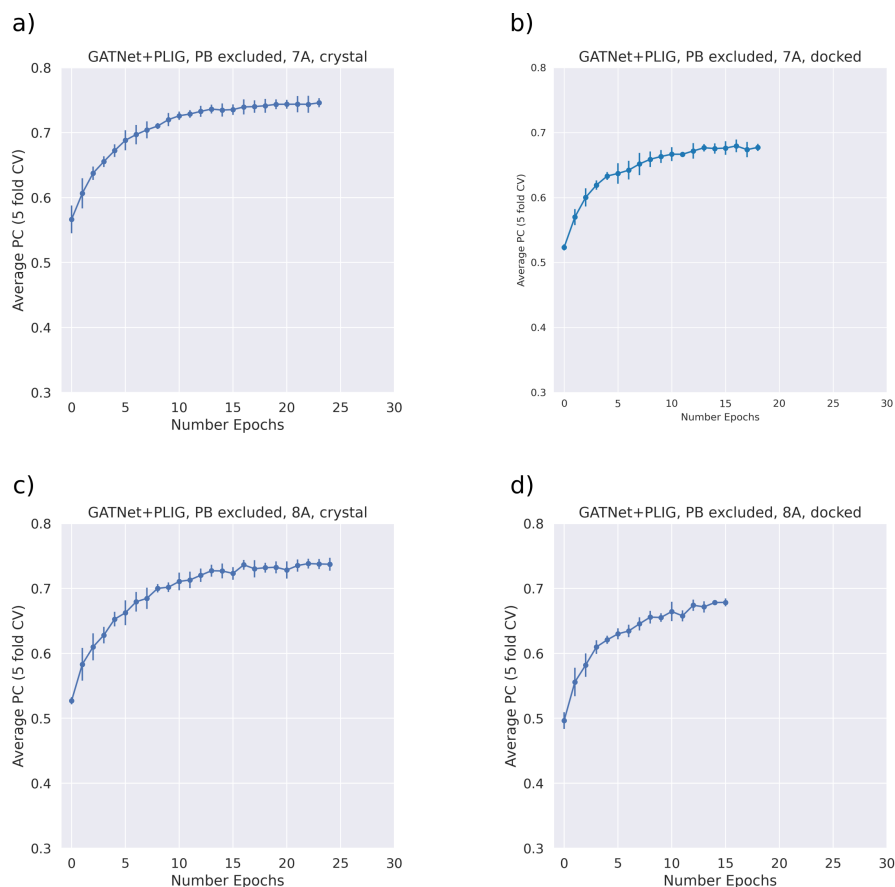 a)
GATNet+PLIG, PB excluded, 7A, crystal
0.8
0.7
0.6
0.5
0.4
0.3
Average PC (5 fold CV)
0 5 10 15 20 25 30
Number Epochs
b)
GATNet+PLIG, PB excluded, 7A, docked
0.8
0.7
0.6
0.5
0.4
0.3
Average PC (5 fold CV)
0 5 10 15 20 25 30
Number Epochs
c)
GATNet+PLIG, PB excluded, 8A, crystal
0.8
0.7
0.6
0.5
0.4
0.3
Average PC (5 fold CV)
0 5 10 15 20 25 30
Number Epochs
d)
GATNet+PLIG, PB excluded, 8A, docked
0.8
0.7
0.6
0.5
0.4
0.3
Average PC (5 fold CV)
0 5 10 15 20 25 30
Number Epochs